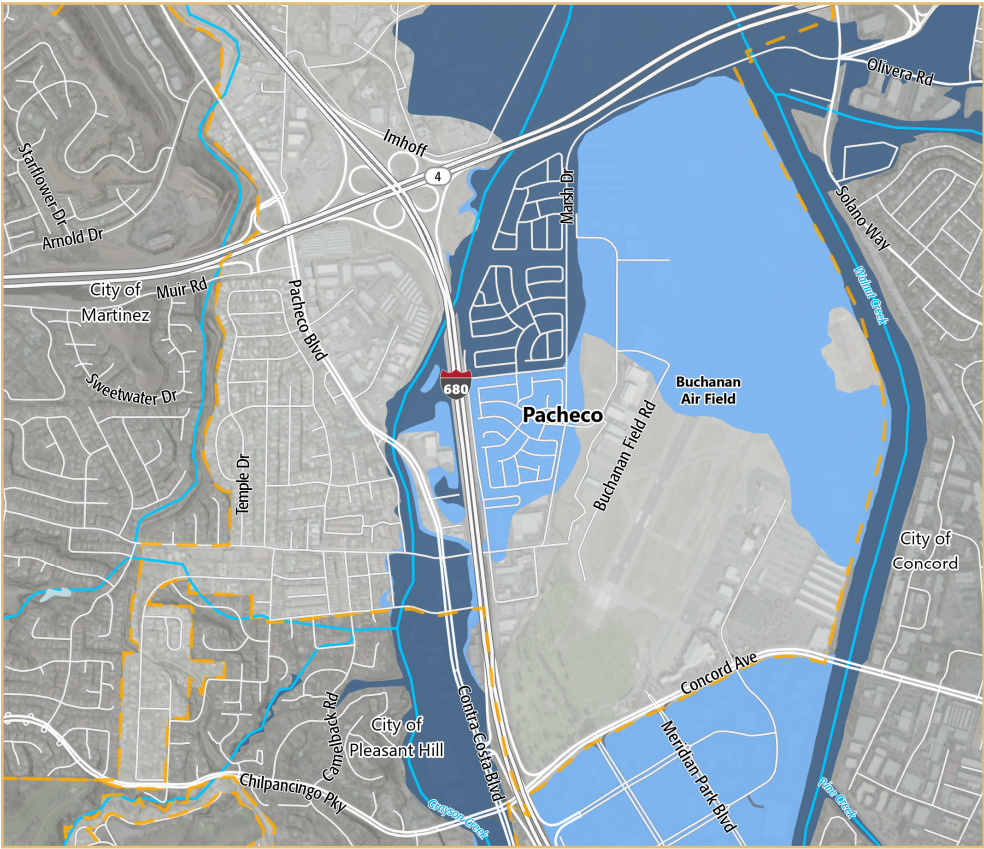 Olivera Rd
Imhoff
4
Starflower Dr
Marsh Dr
Solano Way
Arnold Dr
Muir Rd
City of
Martinez
Walnut Creek
Pacheco Blvd
680
Sweetwater Dr
Buchanan
Air Field
Pacheco
Buchanan Field Rd
Temple Dr
City of
Concord
Concord Ave
Camelback Rd
City of
Pleasant Hill
Contra Costa Blvd
Meridian Park Blvd
Chilpancingo Pky
Grayson Creek
Pine Creek